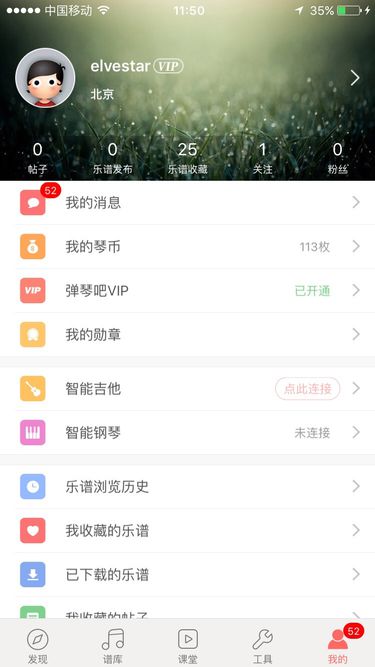 中国移动 11:50 35%
elvestar VIP
北京
0 0 25 1 0
帖子 乐谱发布 乐谱收藏 关注 粉丝
52
我的消息
我的琴币 113枚
VIP 弹琴吧VIP 已开通
我的勋章
智能吉他 点此连接
智能钢琴 未连接
乐谱浏览历史
我收藏的乐谱
已下载的乐谱
我收藏的帖子
52
发现 谱库 课堂 工具 我的